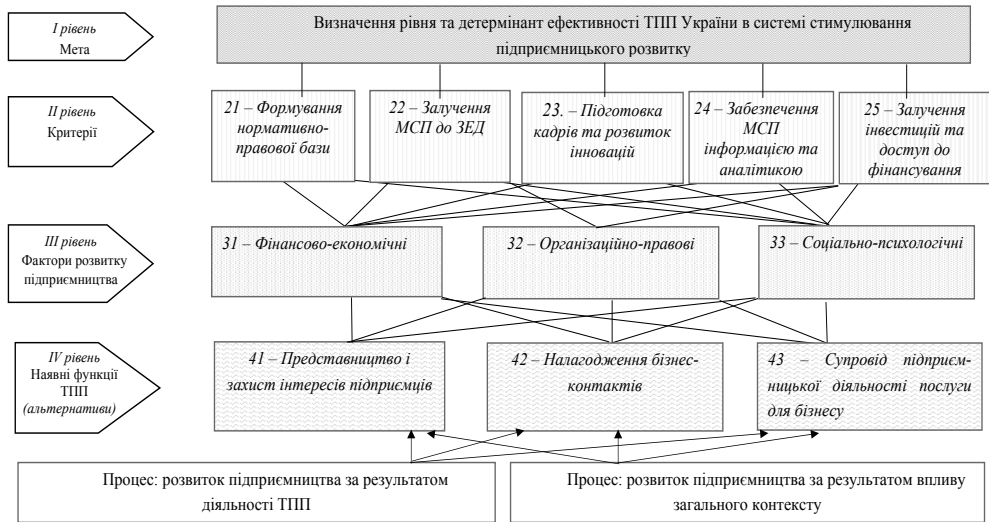 I рівень
Мета
Визначення рівня та детермінант ефективності ТПП України в системі стимулювання
підприємницького розвитку
II рівень
Критерії
21 – Формування
нормативно-
правової бази
22 – Залучення
МСП до ЗЕД
23. – Підготовка
кадрів та розвиток
інновацій
24 – Забезпечення
МСП
інформацією та
аналітикою
25 – Залучення
інвестицій та
доступ до
фінансування
III рівень
Фактори розвитку
підприємництва
31 – Фінансово-економічні
32 – Організаційно-правові
33 – Соціально-психологічні
IV рівень
Наявні функції
ТПП
(альтернативи)
41 – Представництво і
захист інтересів підприємців
42 – Налагодження бізнес-
контактів
43 – Супровід підприєм-
ницької діяльності послуги
для бізнесу
Процес: розвиток підприємництва за результатом
діяльності ТПП
Процес: розвиток підприємництва за результатом впливу
загального контексту